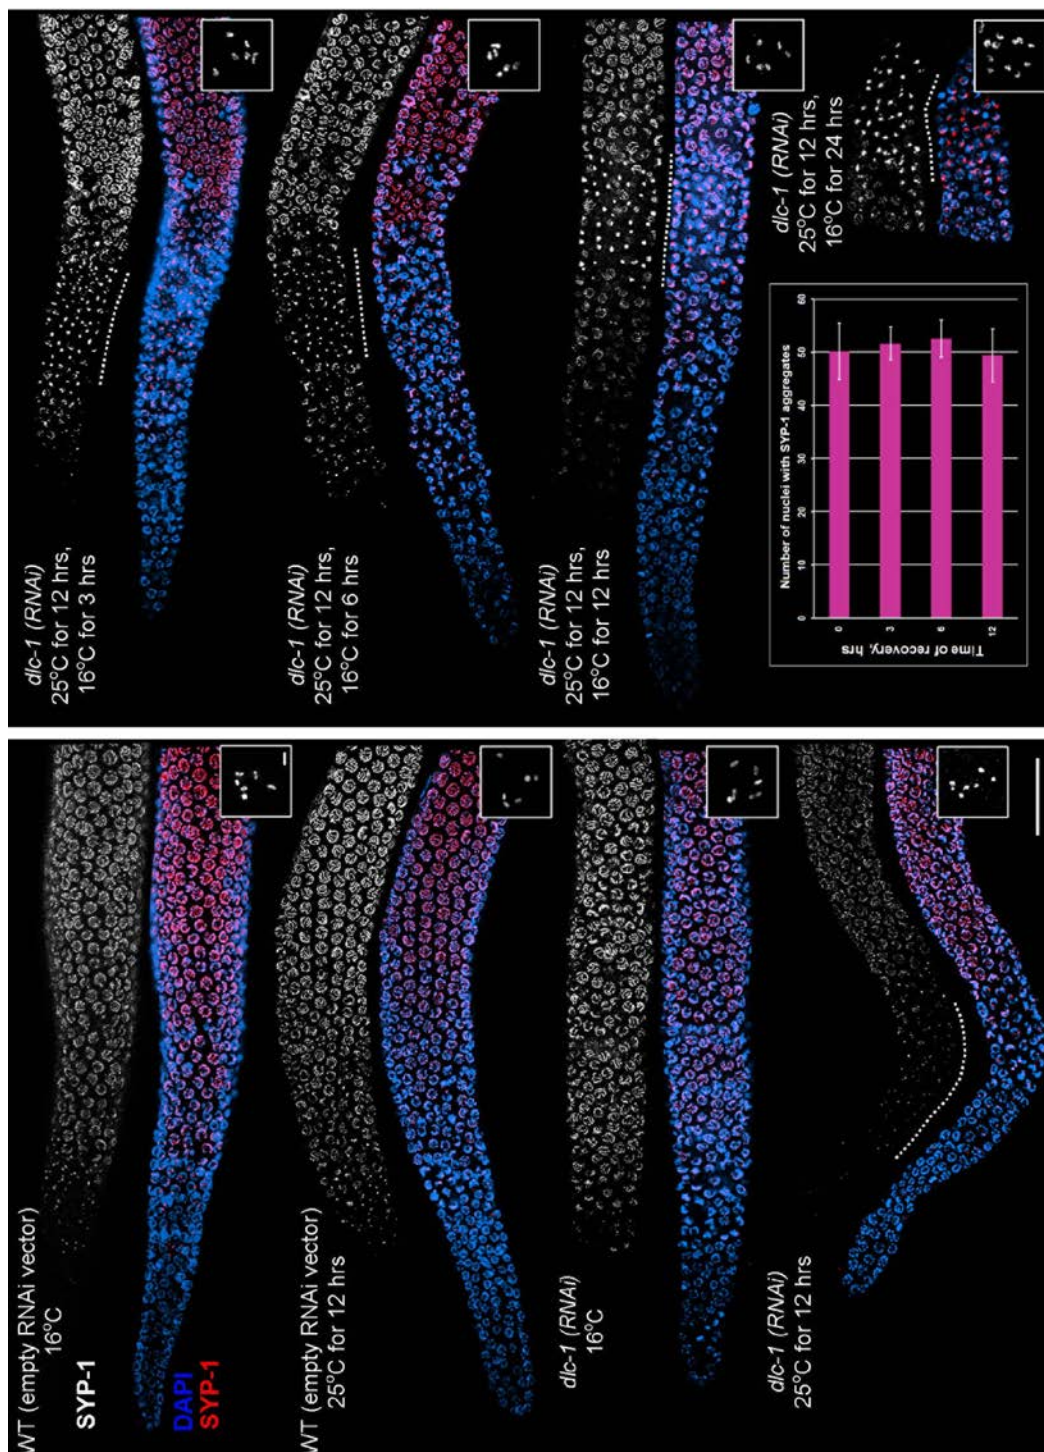 WT (empty RNAi vector)
16°C
SYP-1
DAPI
SYP-1
WT (empty RNAi vector)
25°C for 12 hrs
dlc-1 (RNAi)
16°C
dlc-1 (RNAi)
25°C for 12 hrs
dlc-1 (RNAi)
25°C for 12 hrs,
16°C for 3 hrs
dlc-1 (RNAi)
25°C for 12 hrs,
16°C for 6 hrs
dlc-1 (RNAi)
25°C for 12 hrs,
16°C for 12 hrs
dlc-1 (RNAi)
25°C for 12 hrs,
16°C for 24 hrs
Number of nuclei with SYP-1 aggregates
0 10 20 30 40 50 60
0
3
6
12
Time of recovery, hrs